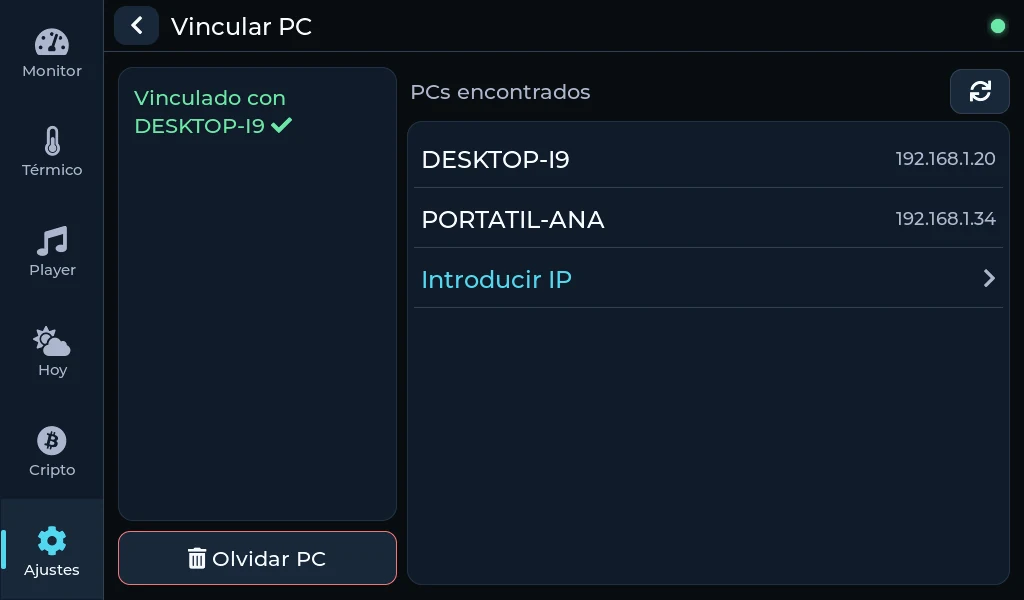 Vincular PC
Monitor
Térmico
Player
Hoy
Cripto
Ajustes
Vinculado con
DESKTOP-I9
Olvidar PC
PCs encontrados
DESKTOP-I9 192.168.1.20
PORTATIL-ANA 192.168.1.34
Introducir IP